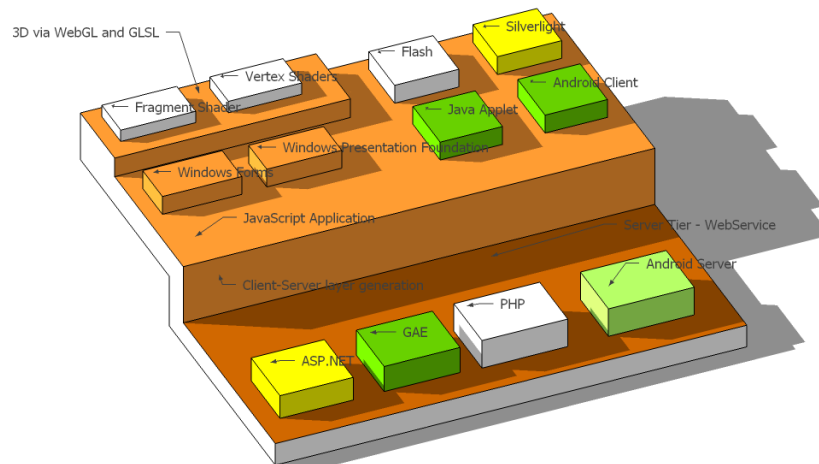 Silverlight
3D via WebGL and GLSL
Flash
Vertex Shaders
Android Client
Fragment Shader
Java Applet
Windows Presentation Foundation
Windows Forms
JavaScript Application
Server Tier - WebService
Android Server
Client-Server layer generation
PHP
GAE
ASP.NET